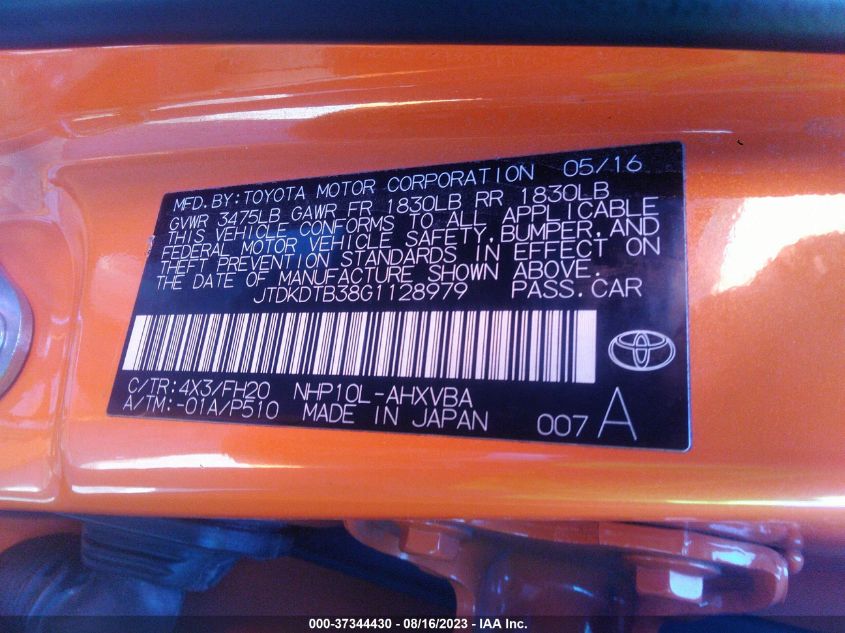 MFD. BY: TOYOTA MOTOR CORPORATION 05/16
GVWR 3475LB GAWR FR 1830LB RR 1830LB
THIS VEHICLE CONFORMS TO ALL APPLICABLE
FEDERAL MOTOR VEHICLE SAFETY, BUMPER, AND
THEFT PREVENTION STANDARDS IN EFFECT ON
THE DATE OF MANUFACTURE SHOWN ABOVE.
JTDKDTB38G1128979 PASS. CAR
C/TR: 4X3/FH20 NHP10L-AHXVBA
A/TM: -01A/P510 MADE IN JAPAN 007 A
000-37344430 - 08/16/2023 - IAA Inc.